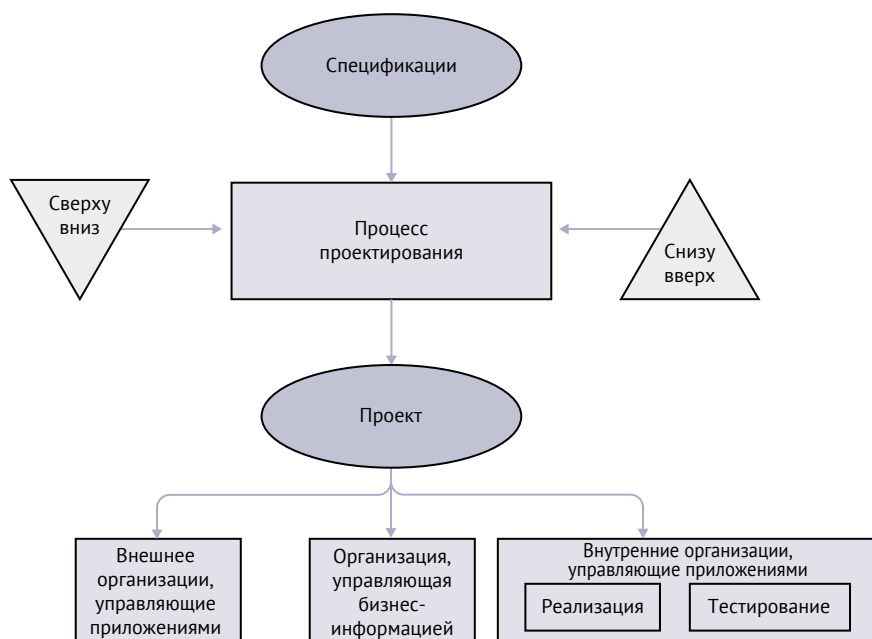 Спецификации
Сверху
вниз
Процесс
проектирования
Снизу
вверх
Проект
Внешнее
организации,
управляющие
приложениями
Организация,
управляющая
бизнес-
информацией
Внутренние организации,
управляющие приложениями
Реализация
Тестирование